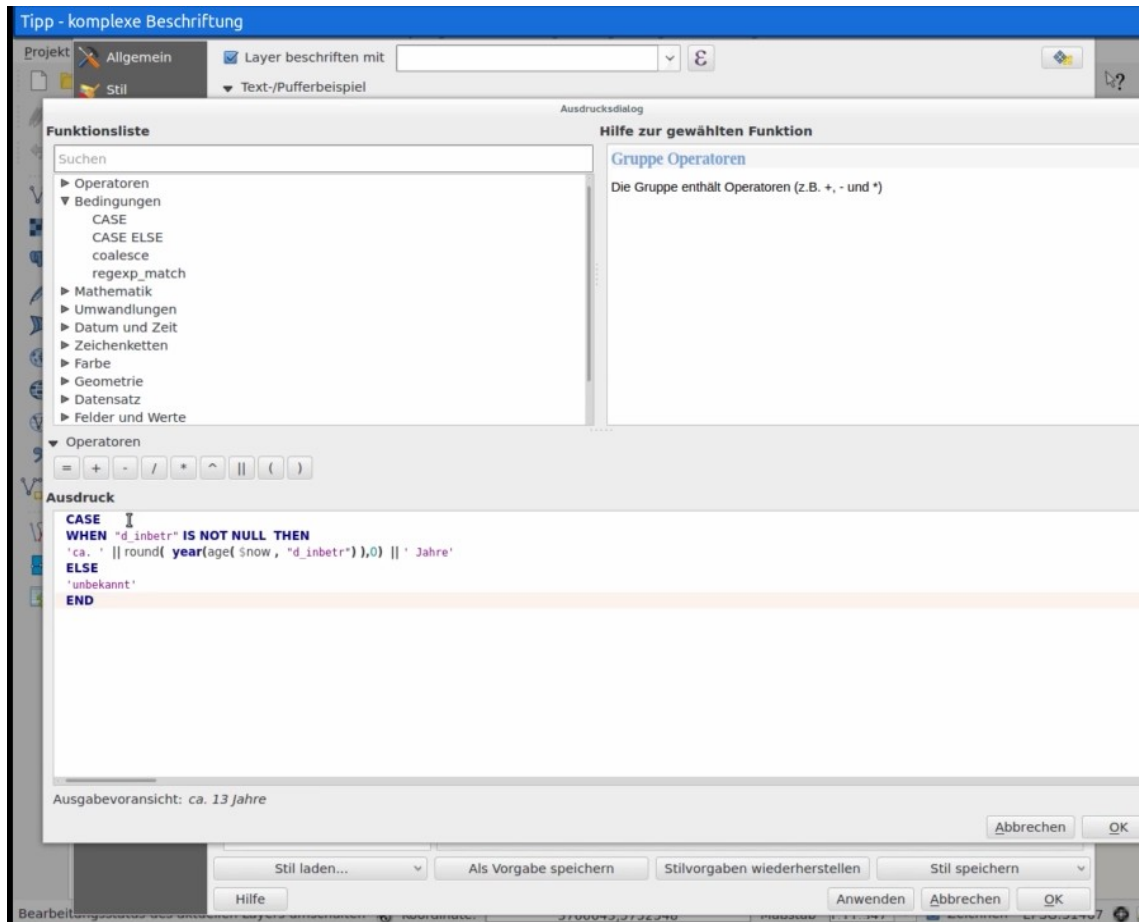 Tipp - komplexe Beschriftung
Projekt
Allgemein
Layer beschriften mit
ε
Stil
Text-/Pufferbeispiel
Ausdrucksdialog
Funktionsliste
Hilfe zur gewählten Funktion
Suchen
Gruppe Operatoren
Operatoren
Die Gruppe enthält Operatoren (z.B. +, - und *)
Bedingungen
CASE
CASE ELSE
coalesce
regexp_match
Mathematik
Umwandlungen
Datum und Zeit
Zeichenketten
Farbe
Geometrie
Datensatz
Felder und Werte
Operatoren
= + - / * ^ || ( )
Ausdruck
CASE
WHEN "d_inbetr" IS NOT NULL THEN
'ca. ' || round( year(age( $now , "d_inbetr") ),0) || ' Jahre'
ELSE
'unbekannt'
END
Ausgabevoransicht: ca. 13 Jahre
Abbrechen OK
Stil laden... Als Vorgabe speichern Stilvorgaben wiederherstellen Stil speichern
Hilfe Anwenden Abbrechen OK